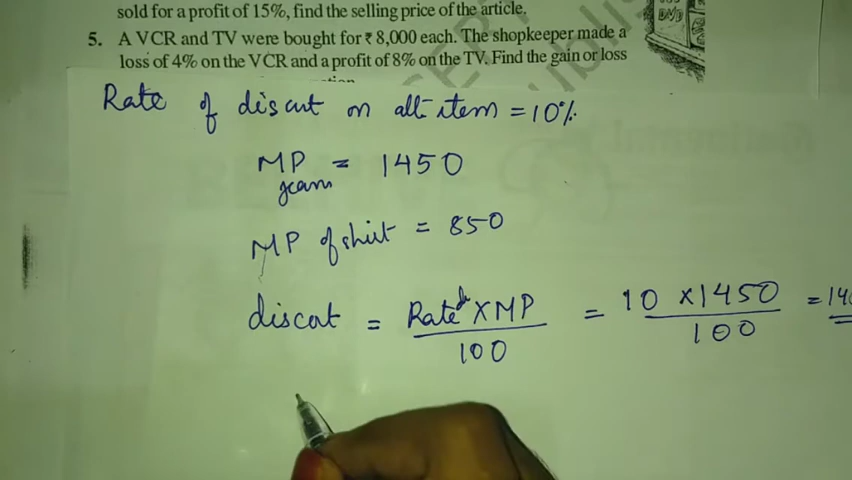 sold for a profit of 15%, find the selling price of the article.
5. A VCR and TV were bought for ₹ 8,000 each. The shopkeeper made a
loss of 4% on the VCR and a profit of 8% on the TV. Find the gain or loss
Rate of discut on all item = 10%
MP jean = 1450
MP of shirt = 850
discut = Rate d × MP / 100 = 10 × 1450 / 100 = 14